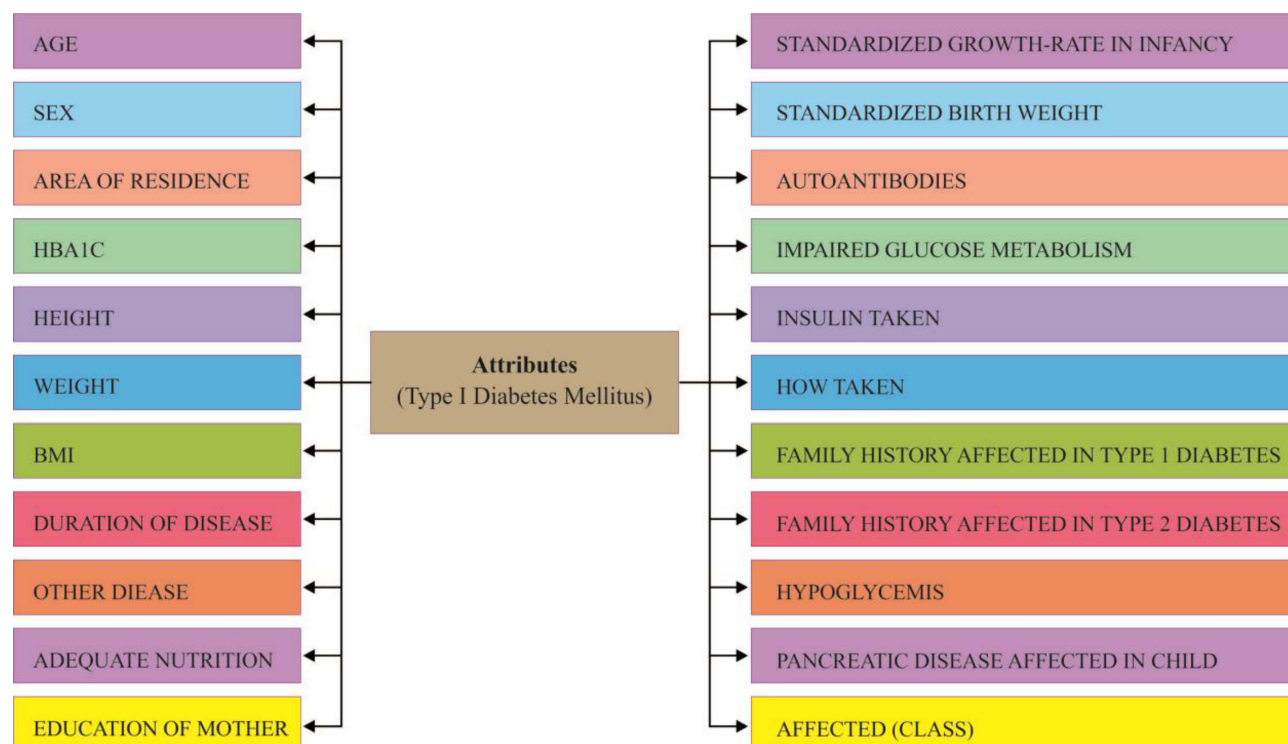 AGE
SEX
AREA OF RESIDENCE
HBA1C
HEIGHT
WEIGHT
BMI
DURATION OF DISEASE
OTHER DIEASE
ADEQUATE NUTRITION
EDUCATION OF MOTHER
Attributes
(Type I Diabetes Mellitus)
STANDARDIZED GROWTH-RATE IN INFANCY
STANDARDIZED BIRTH WEIGHT
AUTOANTIBODIES
IMPAIRED GLUCOSE METABOLISM
INSULIN TAKEN
HOW TAKEN
FAMILY HISTORY AFFECTED IN TYPE 1 DIABETES
FAMILY HISTORY AFFECTED IN TYPE 2 DIABETES
HYPOGLYCEMIS
PANCREATIC DISEASE AFFECTED IN CHILD
AFFECTED (CLASS)